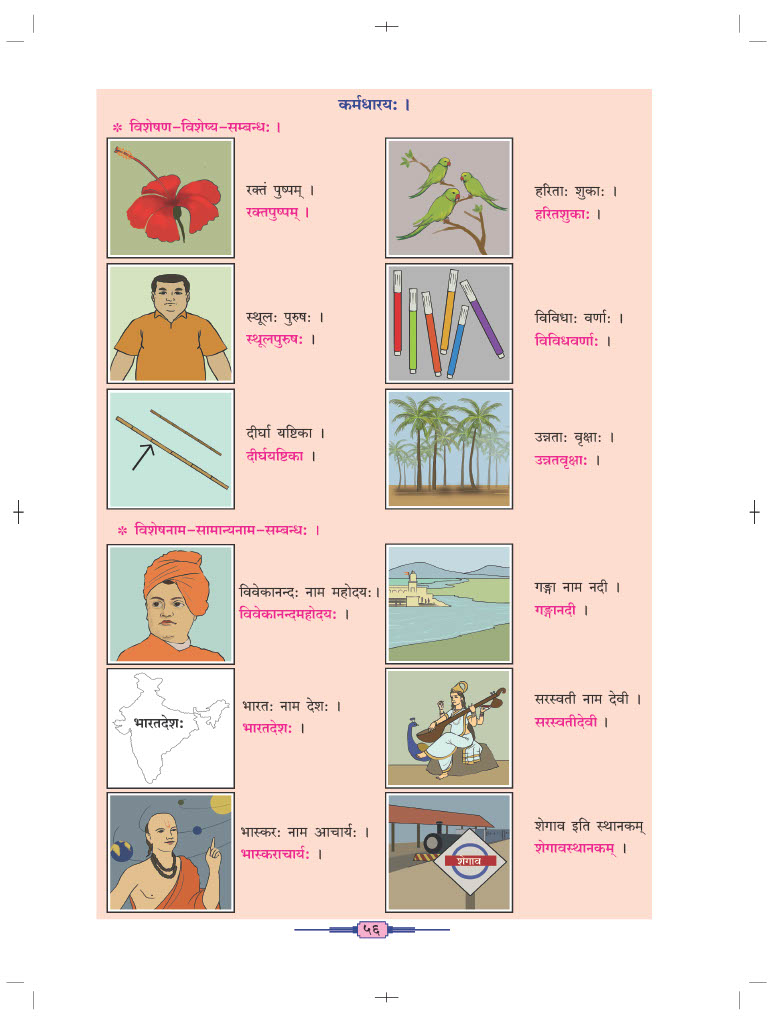 कर्मधारयः ।
✽ विशेषण-विशेष्य-सम्बन्धः ।
रक्तं पुष्पम् ।
रक्तपुष्पम् ।
हरिताः शुकाः ।
हरितशुकाः ।
स्थूलः पुरुषः ।
स्थूलपुरुषः ।
विविधाः वर्णाः ।
विविधवर्णाः ।
दीर्घा यष्टिका ।
दीर्घयष्टिका ।
उन्नताः वृक्षाः ।
उन्नतवृक्षाः ।
✽ विशेषनाम-सामान्यनाम-सम्बन्धः ।
विवेकानन्दः नाम महोदयः।
विवेकानन्दमहोदयः ।
गङ्गा नाम नदी ।
गङ्गानदी ।
भारतदेशः
भारतः नाम देशः ।
भारतदेशः ।
सरस्वती नाम देवी ।
सरस्वतीदेवी ।
भास्करः नाम आचार्यः ।
भास्कराचार्यः ।
शेगाव
शेगाव इति स्थानकम्
शेगावस्थानकम् ।
५६